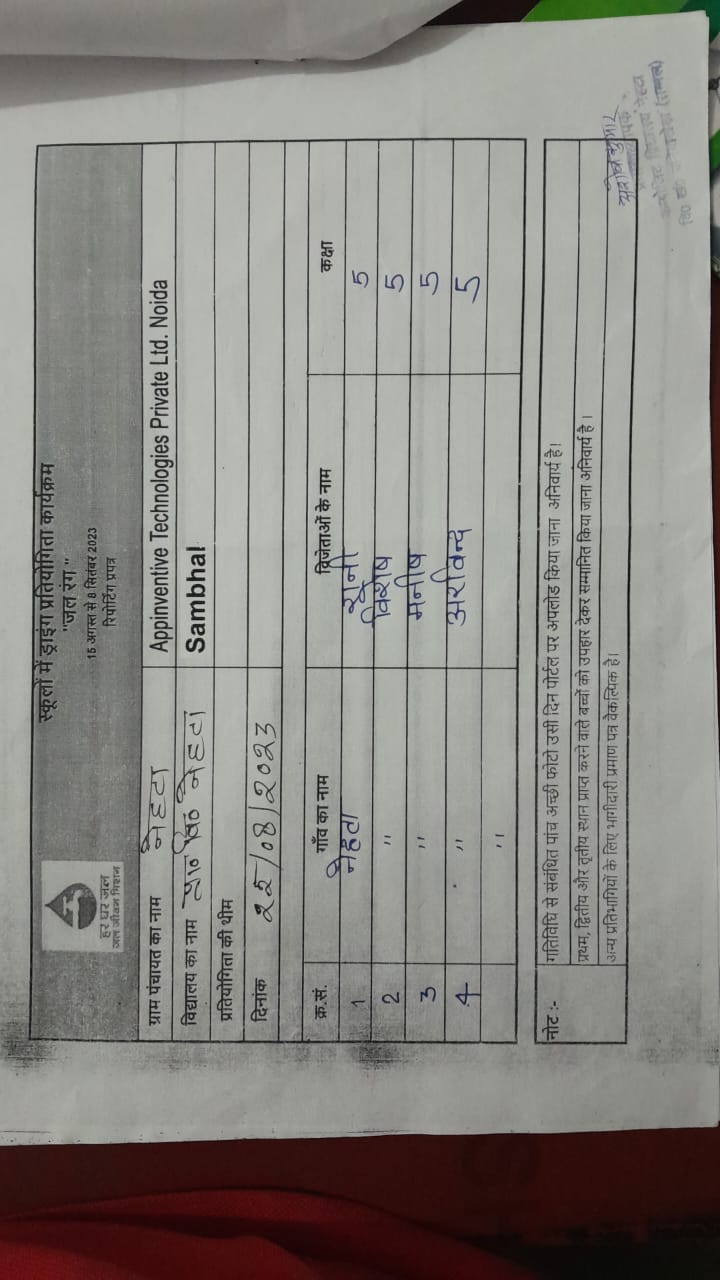 हर घर जल
जल जीवन मिशन
स्कूलों में ड्राइंग प्रतियोगिता कार्यक्रम
"जल रंग"
15 अगस्त से 8 सितंबर 2023
रिपोर्टिंग प्रपत्र
ग्राम पंचायत का नाम नेहटा Appinventive Technologies Private Ltd. Noida
विद्यालय का नाम प्रा० वि० नेहटा Sambhal
प्रतियोगिता की थीम
दिनांक 22/08/2023
क्र.सं. गाँव का नाम विजेताओं के नाम कक्षा
1 नेहटा 5
2 " विशेष 5
3 " मनीष 5
4 " अरविन्द 5
"
नोट :- गतिविधि से संबंधित पांच अच्छी फोटो उसी दिन पोर्टल पर अपलोड किया जाना अनिवार्य है।
प्रथम, द्वितीय और तृतीय स्थान प्राप्त करने वाले बच्चों को उपहार देकर सम्मानित किया जाना अनिवार्य है।
अन्य प्रतिभागियों के लिए भागीदारी प्रमाण पत्र वैकल्पिक है।